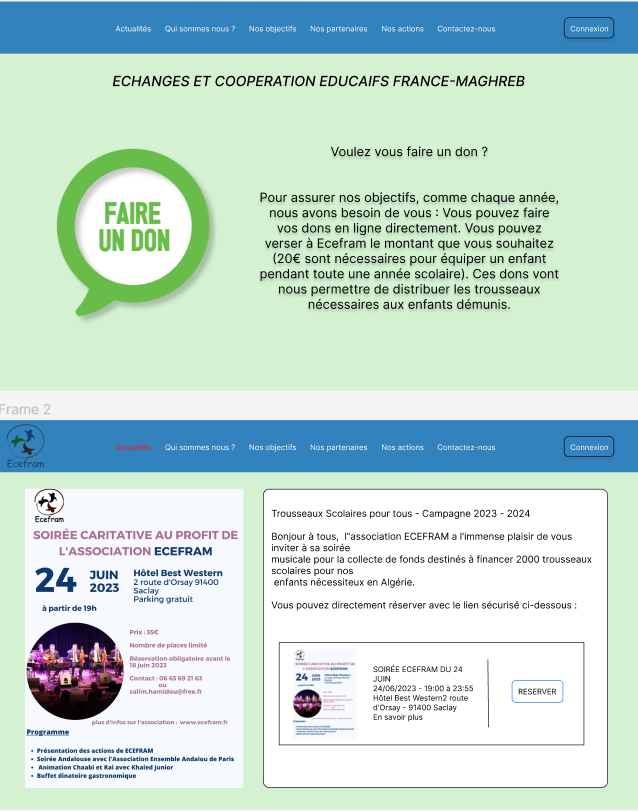 Actualités Qui sommes nous ? Nos objectifs Nos partenaires Nos actions Contactez-nous Connexion
ECHANGES ET COOPERATION EDUCAIFS FRANCE-MAGHREB
FAIRE
UN DON
Voulez vous faire un don ?
Pour assurer nos objectifs, comme chaque année,
nous avons besoin de vous : Vous pouvez faire
vos dons en ligne directement. Vous pouvez
verser à Ecefram le montant que vous souhaitez
(20€ sont nécessaires pour équiper un enfant
pendant toute une année scolaire). Ces dons vont
nous permettre de distribuer les trousseaux
nécessaires aux enfants démunis.
Frame 2
Ecefram
Actualités Qui sommes nous ? Nos objectifs Nos partenaires Nos actions Contactez-nous Connexion
Ecefram
SOIRÉE CARITATIVE AU PROFIT DE
L'ASSOCIATION ECEFRAM
24 JUIN
2023
à partir de 19h
Hôtel Best Western
2 route d'Orsay 91400
Saclay
Parking gratuit
Prix : 35€
Nombre de places limité
Réservation obligatoire avant le
18 juin 2023
Contact : 06 63 69 21 63
ou
salim.hamidou@free.fr
plus d'infos sur l'association : www.ecefram.fr
Programme
• Présentation des actions de ECEFRAM
• Soirée Andalouse avec l'Association Ensemble Andalou de Paris
• Animation Chaabi et Rai avec Khaled Junior
• Buffet dinatoire gastronomique
Trousseaux Scolaires pour tous - Campagne 2023 - 2024
Bonjour à tous, l"association ECEFRAM a l'immense plaisir de vous
inviter à sa soirée
musicale pour la collecte de fonds destinés à financer 2000 trousseaux
scolaires pour nos
enfants nécessiteux en Algérie.
Vous pouvez directement réserver avec le lien sécurisé ci-dessous :
SOIRÉE CARITATIVE AU PROFIT DE
L'ASSOCIATION ECEFRAM
24 JUIN
2023
SOIRÉE ECEFRAM DU 24
JUIN
24/06/2023 - 19:00 à 23:55
Hôtel Best Western2 route
d'Orsay - 91400 Saclay
En savoir plus
RESERVER